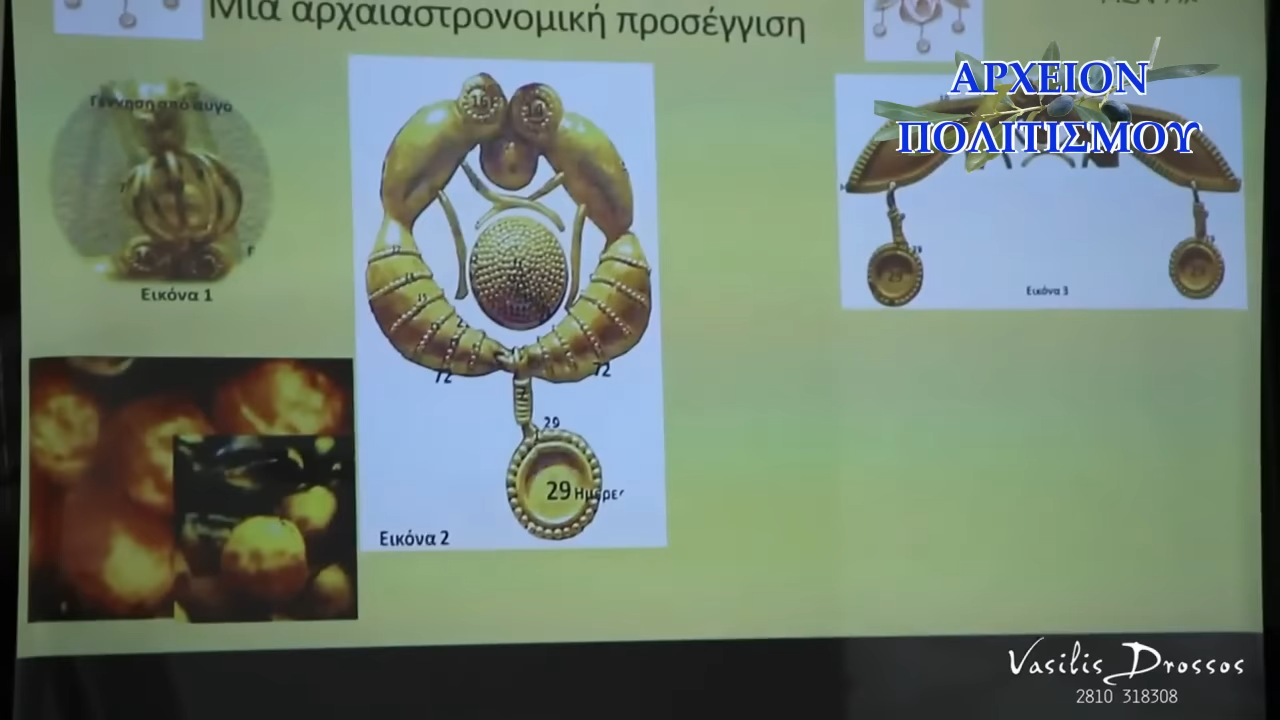 Μια αρχαιαστρονομική προσέγγιση
ΑΡΧΕΙΟΝ
ΠΟΛΙΤΙΣΜΟΥ
Γέννηση από αυγο
Εικόνα 1
72
72
29
29 Ημέρες
Εικόνα 2
Εικόνα 3
Vasilis Drossos
2810 318308